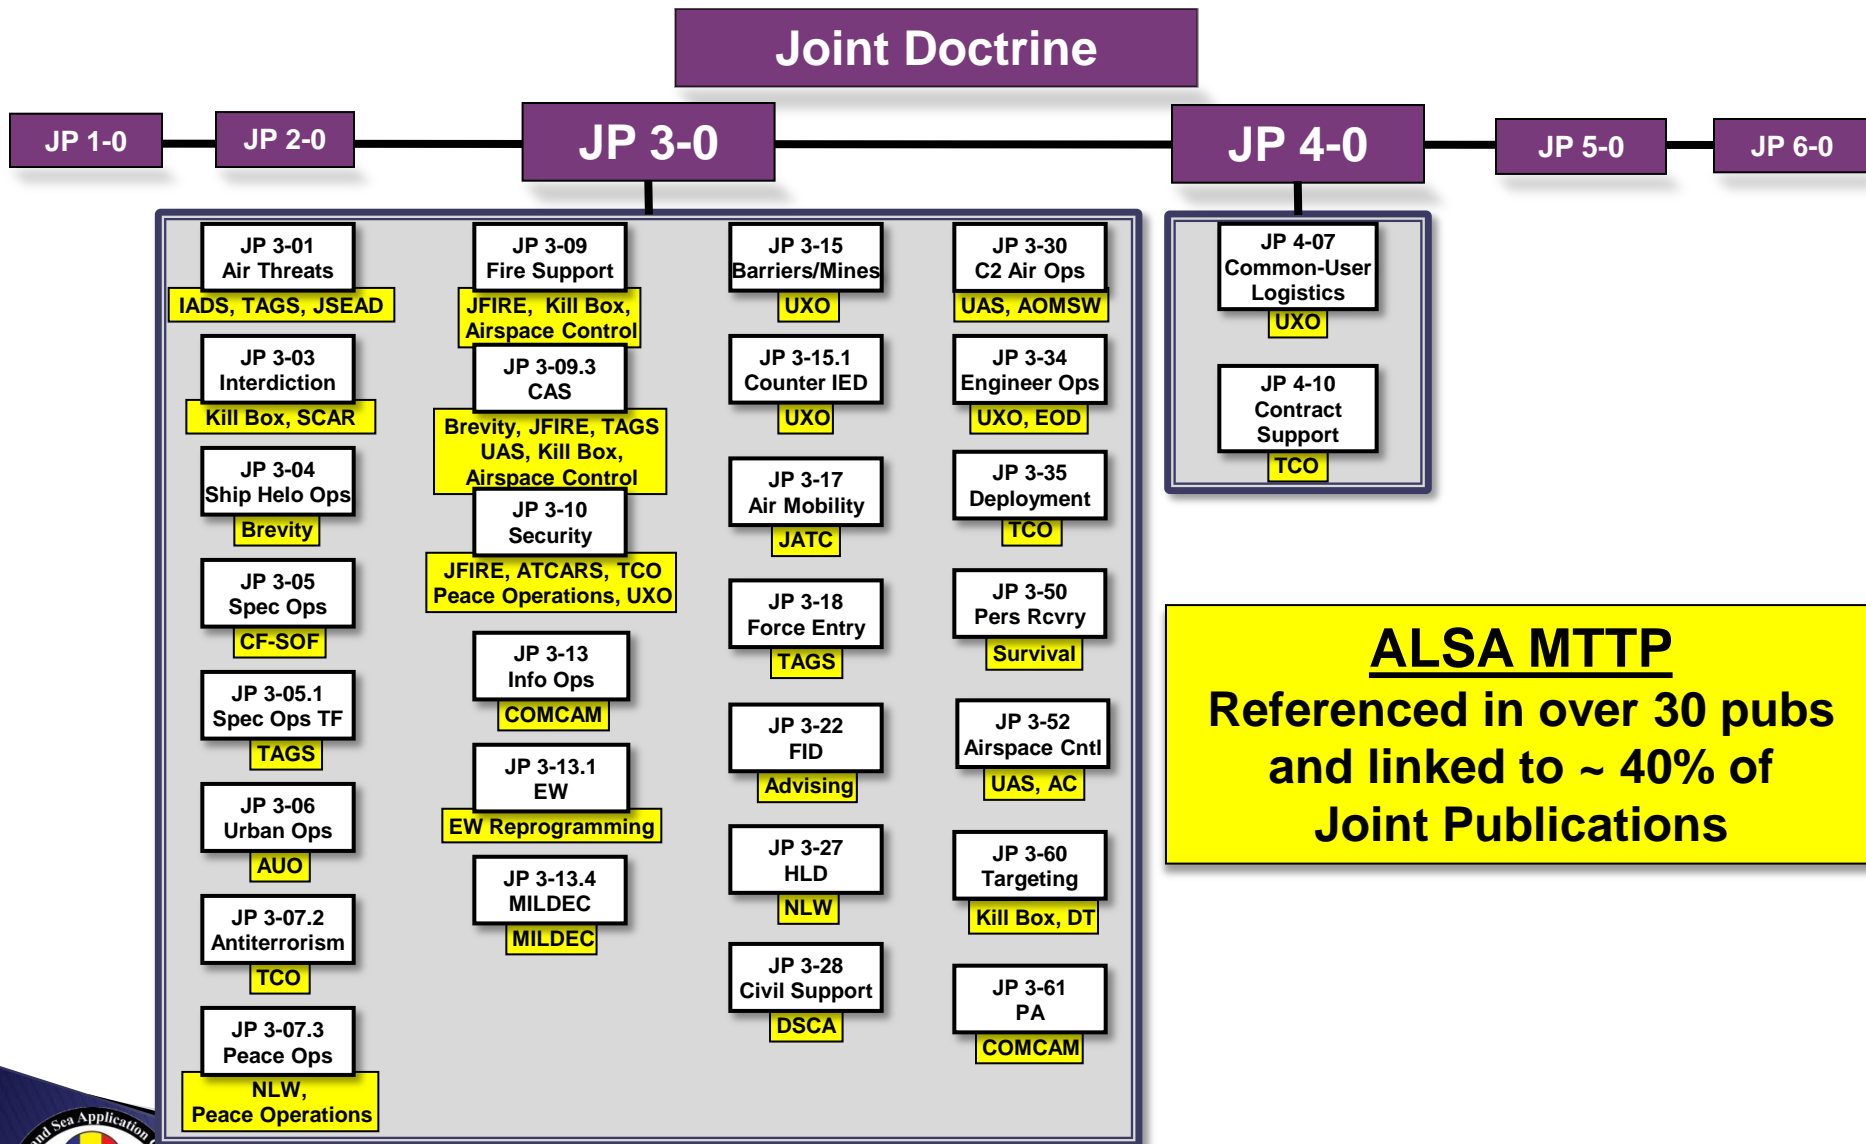 Joint Doctrine
JP 1-0
JP 2-0
JP 3-0
JP 4-0
JP 5-0
JP 6-0
JP 3-01
Air Threats
IADS, TAGS, JSEAD
JP 3-03
Interdiction
Kill Box, SCAR
JP 3-04
Ship Helo Ops
Brevity
JP 3-05
Spec Ops
CF-SOF
JP 3-05.1
Spec Ops TF
TAGS
JP 3-06
Urban Ops
AUO
JP 3-07.2
Antiterrorism
TCO
JP 3-07.3
Peace Ops
NLW,
Peace Operations
JP 3-09
Fire Support
JFIRE, Kill Box,
Airspace Control
JP 3-09.3
CAS
Brevity, JFIRE, TAGS
UAS, Kill Box,
Airspace Control
JP 3-10
Security
JFIRE, ATCARS, TCO
Peace Operations, UXO
JP 3-13
Info Ops
COMCAM
JP 3-13.1
EW
EW Reprogramming
JP 3-13.4
MILDEC
MILDEC
JP 3-15
Barriers/Mines
UXO
JP 3-15.1
Counter IED
UXO
JP 3-17
Air Mobility
JATC
JP 3-18
Force Entry
TAGS
JP 3-22
FID
Advising
JP 3-27
HLD
NLW
JP 3-28
Civil Support
DSCA
JP 3-30
C2 Air Ops
UAS, AOMSW
JP 3-34
Engineer Ops
UXO, EOD
JP 3-35
Deployment
TCO
JP 3-50
Pers Rcvry
Survival
JP 3-52
Airspace Cntl
UAS, AC
JP 3-60
Targeting
Kill Box, DT
JP 3-61
PA
COMCAM
JP 4-07
Common-User
Logistics
UXO
JP 4-10
Contract
Support
TCO
ALSA MTTP
Referenced in over 30 pubs
and linked to ~ 40% of
Joint Publications
Sea